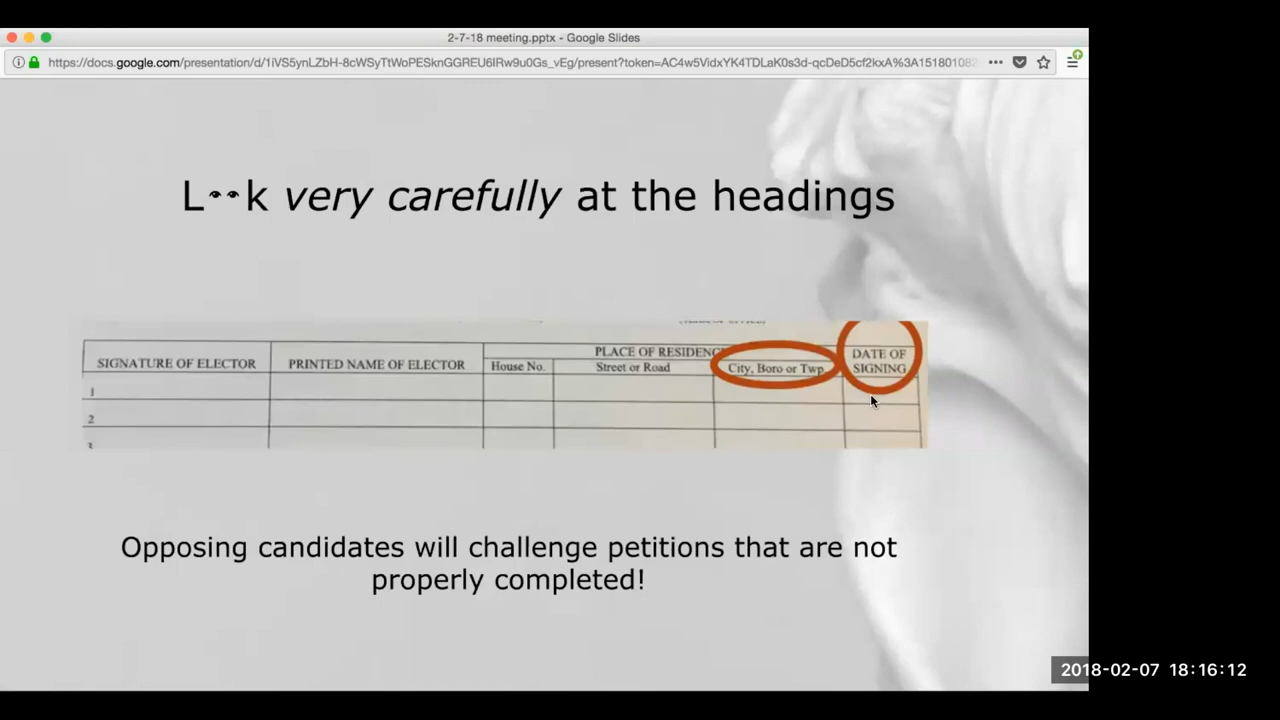 2-7-18 meeting.pptx - Google Slides
https://docs.google.com/presentation/d/1iVS5ynLZbH-8cWSyTtWoPESknGGREU6IRw9u0Gs_vEg/present?token=AC4w5VidxYK4TDLaK0s3d-qcDeD5cf2kxA%3A151801082
L👀k very carefully at the headings
SIGNATURE OF ELECTOR PRINTED NAME OF ELECTOR PLACE OF RESIDENC DATE OF SIGNING
House No. Street or Road City, Boro or Twp.
1
2
3
Opposing candidates will challenge petitions that are not
properly completed!
2018-02-07 18:16:12